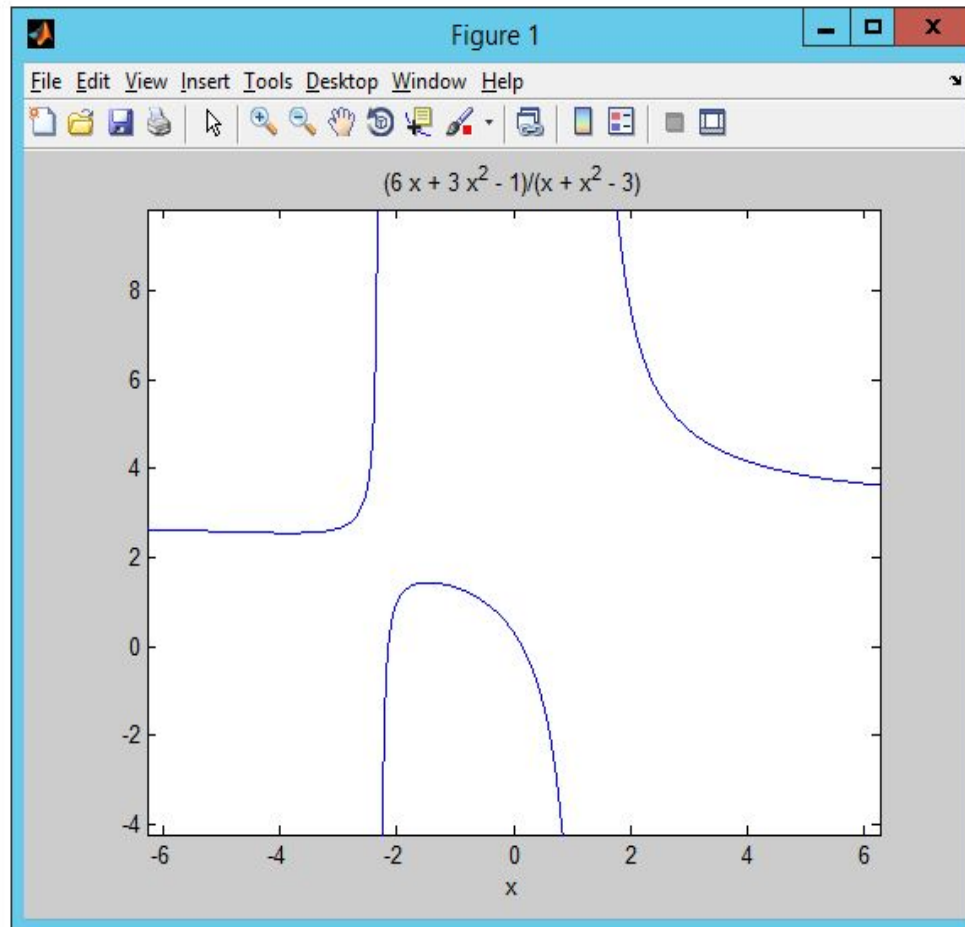 Figure 1
File Edit View Insert Tools Desktop Window Help
(6 x + 3 x² - 1)/(x + x² - 3)
8
6
4
2
0
-2
-4
-6 -4 -2 0 2 4 6
x